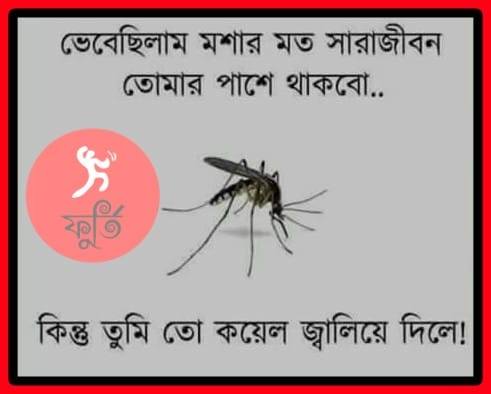 ভেবেছিলাম মশার মত সারাজীবন
তোমার পাশে থাকবো..
ফুর্তি
কিন্তু তুমি তো কয়েল জ্বালিয়ে দিলে!